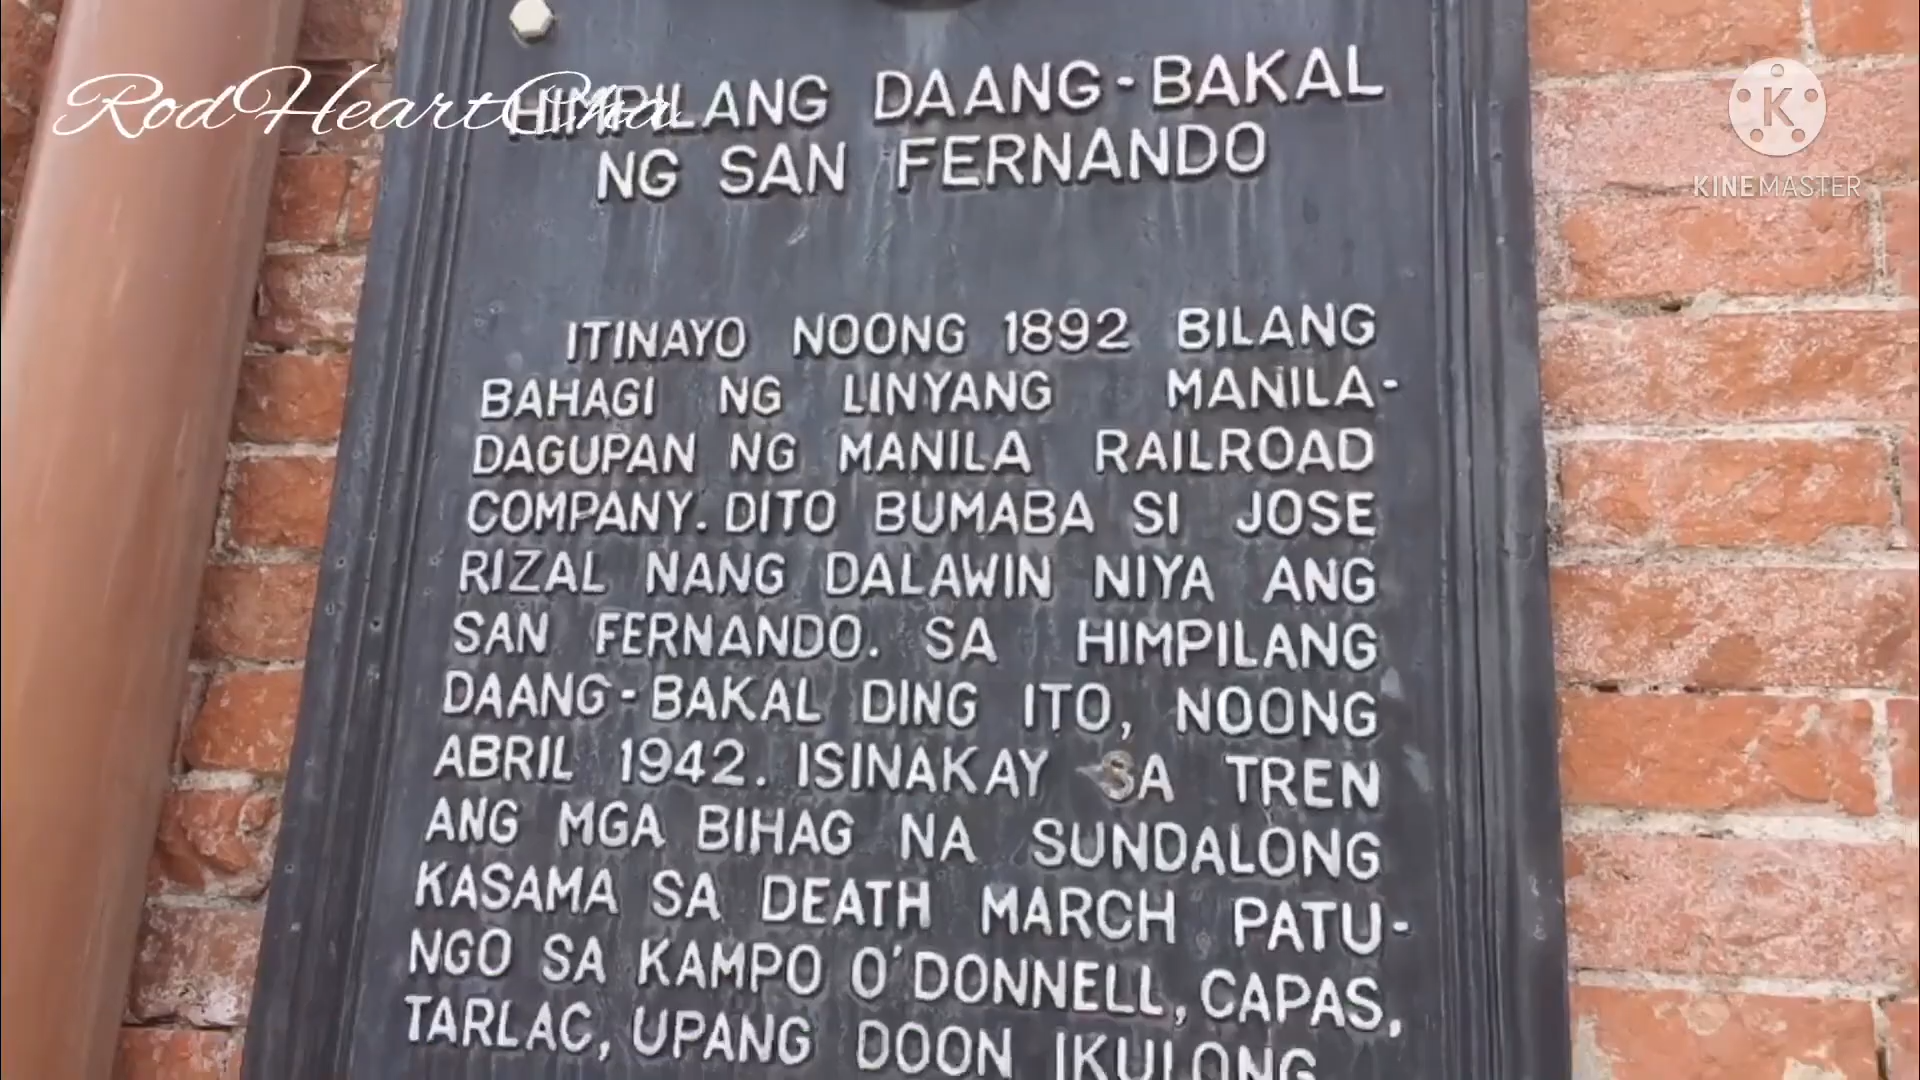 RodHeartCha
KINEMASTER
HIMPILANG DAANG-BAKAL
NG SAN FERNANDO
ITINAYO NOONG 1892 BILANG
BAHAGI NG LINYANG MANILA-
DAGUPAN NG MANILA RAILROAD
COMPANY. DITO BUMABA SI JOSE
RIZAL NANG DALAWIN NIYA ANG
SAN FERNANDO. SA HIMPILANG
DAANG-BAKAL DING ITO, NOONG
ABRIL 1942. ISINAKAY SA TREN
ANG MGA BIHAG NA SUNDALONG
KASAMA SA DEATH MARCH PATU-
NGO SA KAMPO O'DONNELL, CAPAS,
TARLAC, UPANG DOON IKULONG